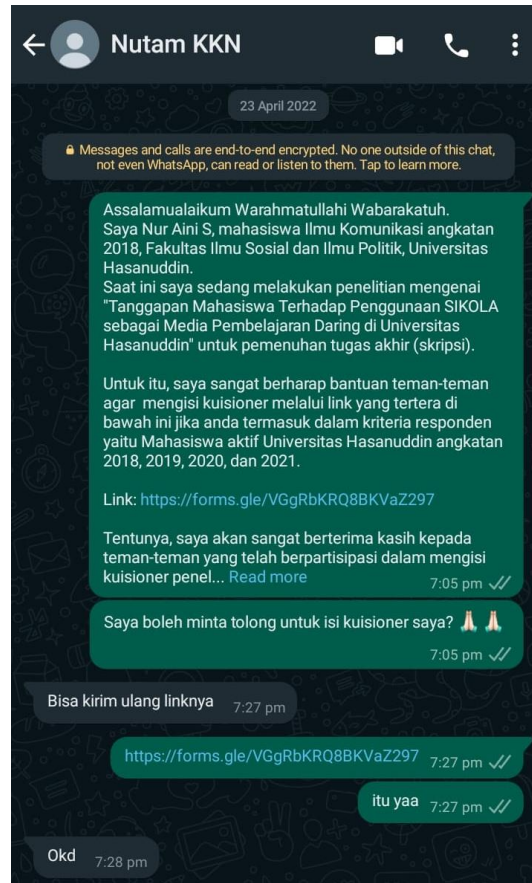 Nutam KKN
23 April 2022
Messages and calls are end-to-end encrypted. No one outside of this chat,
not even WhatsApp, can read or listen to them. Tap to learn more.
Assalamualaikum Warahmatullahi Wabarakatuh.
Saya Nur Aini S, mahasiswa Ilmu Komunikasi angkatan
2018, Fakultas Ilmu Sosial dan Ilmu Politik, Universitas
Hasanuddin.
Saat ini saya sedang melakukan penelitian mengenai
"Tanggapan Mahasiswa Terhadap Penggunaan SIKOLA
sebagai Media Pembelajaran Daring di Universitas
Hasanuddin" untuk pemenuhan tugas akhir (skripsi).
Untuk itu, saya sangat berharap bantuan teman-teman
agar mengisi kuisioner melalui link yang tertera di
bawah ini jika anda termasuk dalam kriteria responden
yaitu Mahasiswa aktif Universitas Hasanuddin angkatan
2018, 2019, 2020, dan 2021.
Link: https://forms.gle/VGgRbKRQ8BKVaZ297
Tentunya, saya akan sangat berterima kasih kepada
teman-teman yang telah berpartisipasi dalam mengisi
kuisioner penel... Read more 7:05 pm
Saya boleh minta tolong untuk isi kuisioner saya? 🙏🏻 🙏🏻
7:05 pm
Bisa kirim ulang linknya 7:27 pm
https://forms.gle/VGgRbKRQ8BKVaZ297 7:27 pm
itu yaa 7:27 pm
Okd 7:28 pm